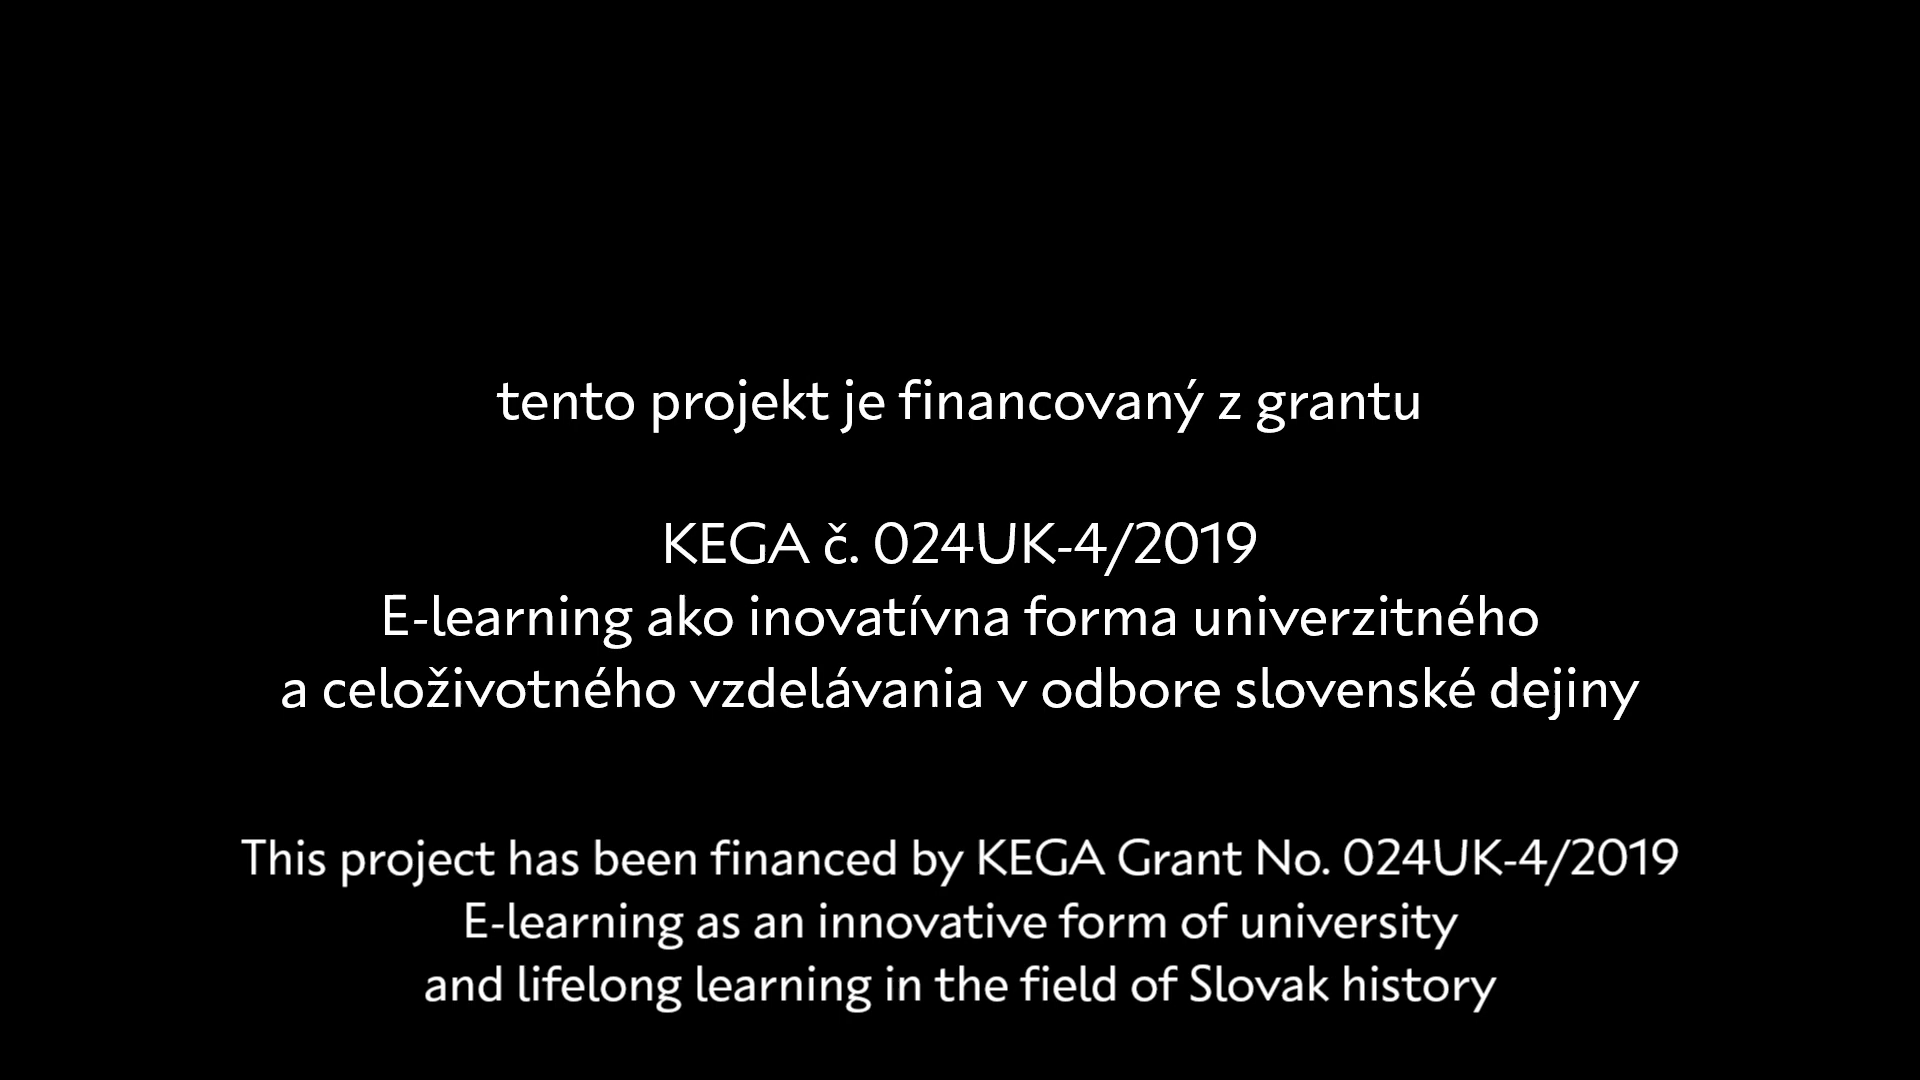 tento projekt je financovaný z grantu
KEGA č. 024UK-4/2019
E-learning ako inovatívna forma univerzitného
a celoživotného vzdelávania v odbore slovenské dejiny
This project has been financed by KEGA Grant No. 024UK-4/2019
E-learning as an innovative form of university
and lifelong learning in the field of Slovak history